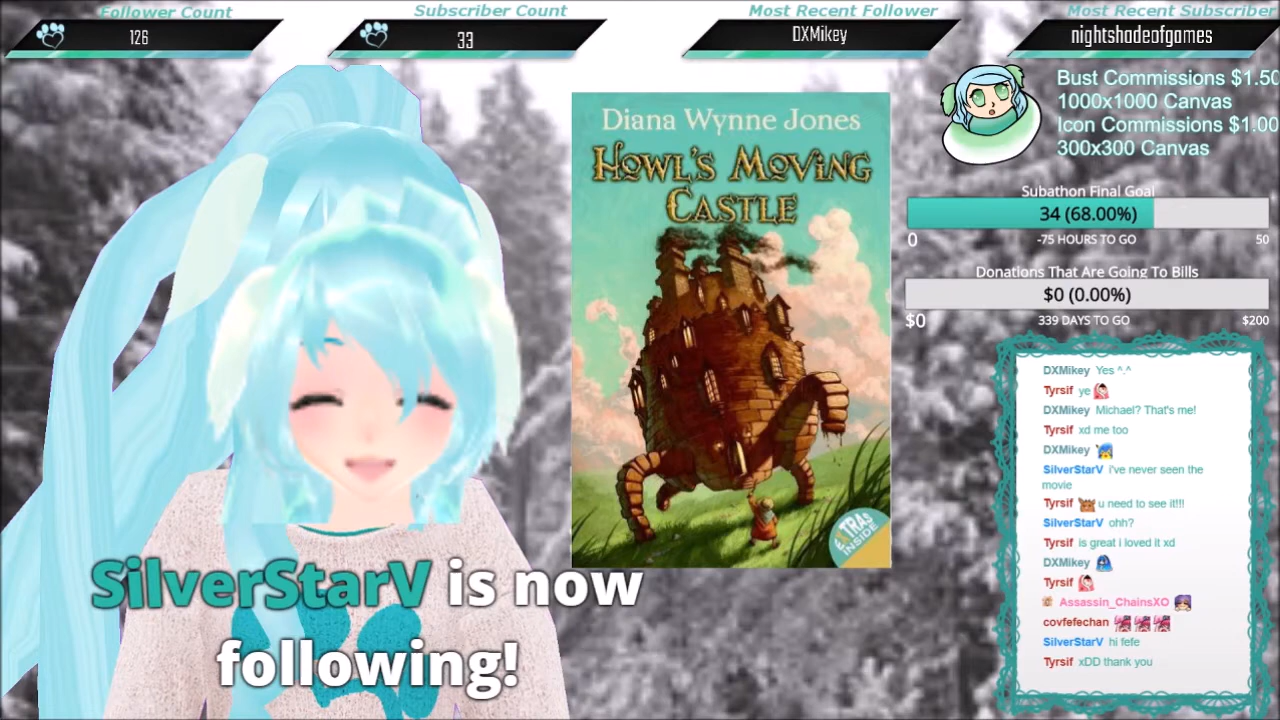 Follower Count
126
Subscriber Count
33
Most Recent Follower
DXMikey
Most Recent Subscriber
nightshadeofgames
Diana Wynne Jones
HOWL'S MOVING
CASTLE
EXTRAS
INSIDE
SilverStarV is now
following!
Bust Commissions $1.50
1000x1000 Canvas
Icon Commissions $1.00
300x300 Canvas
Subathon Final Goal
34 (68.00%)
0 -75 HOURS TO GO 50
Donations That Are Going To Bills
$0 (0.00%)
$0 339 DAYS TO GO $200
DXMikey Yes ^.^
Tyrsif ye
DXMikey Michael? That's me!
Tyrsif xd me too
DXMikey
SilverStarV i've never seen the
movie
Tyrsif u need to see it!!!
SilverStarV ohh?
Tyrsif is great i loved it xd
DXMikey
Tyrsif
Assassin_ChainsXO
covfefechan
SilverStarV hi fefe
Tyrsif xDD thank you